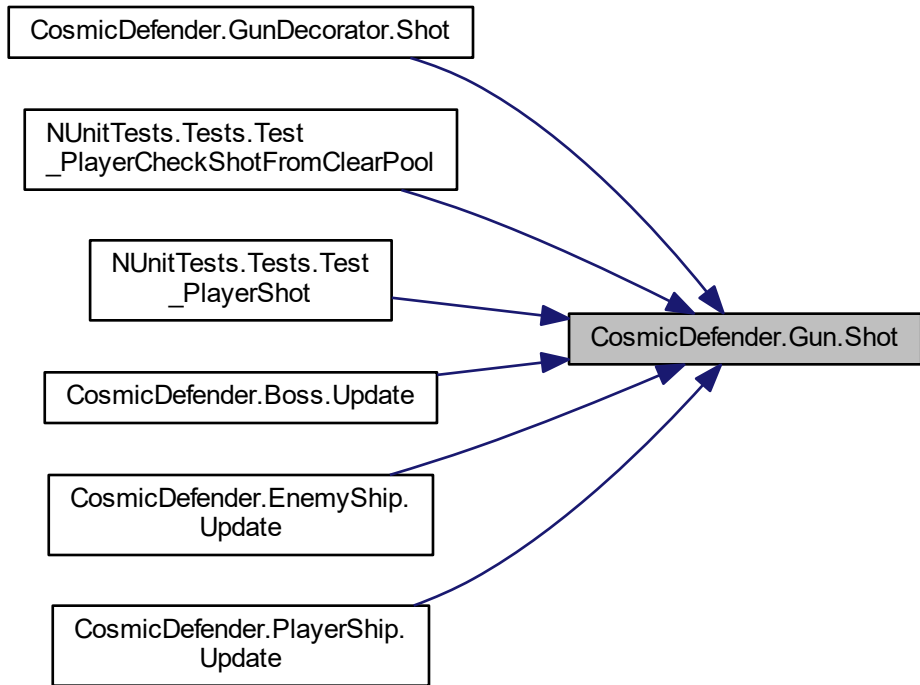 CosmicDefender.GunDecorator.Shot
NUnitTests.Tests.Test
_PlayerCheckShotFromClearPool
NUnitTests.Tests.Test
_PlayerShot
CosmicDefender.Gun.Shot
CosmicDefender.Boss.Update
CosmicDefender.EnemyShip.
Update
CosmicDefender.PlayerShip.
Update